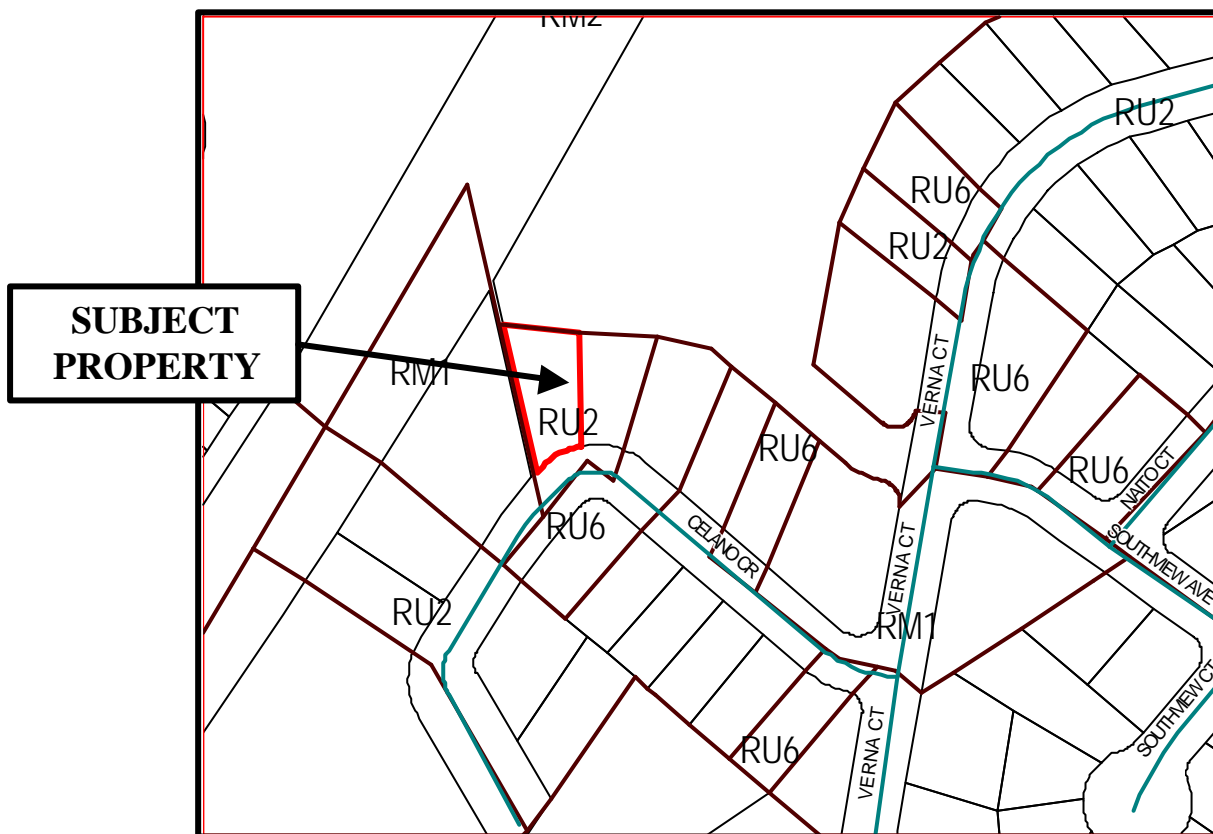 RM2
RU2
RU6
RU2
SUBJECT
PROPERTY
VERNA CT
RM1
RU6
RU2
RU6
RU6
NAITO CT
RU6
CELANO CR
SOUTHVIEW AVE
VERNA CT
RU2
RM1
SOUTHVIEW CT
VERNA CT
RU6